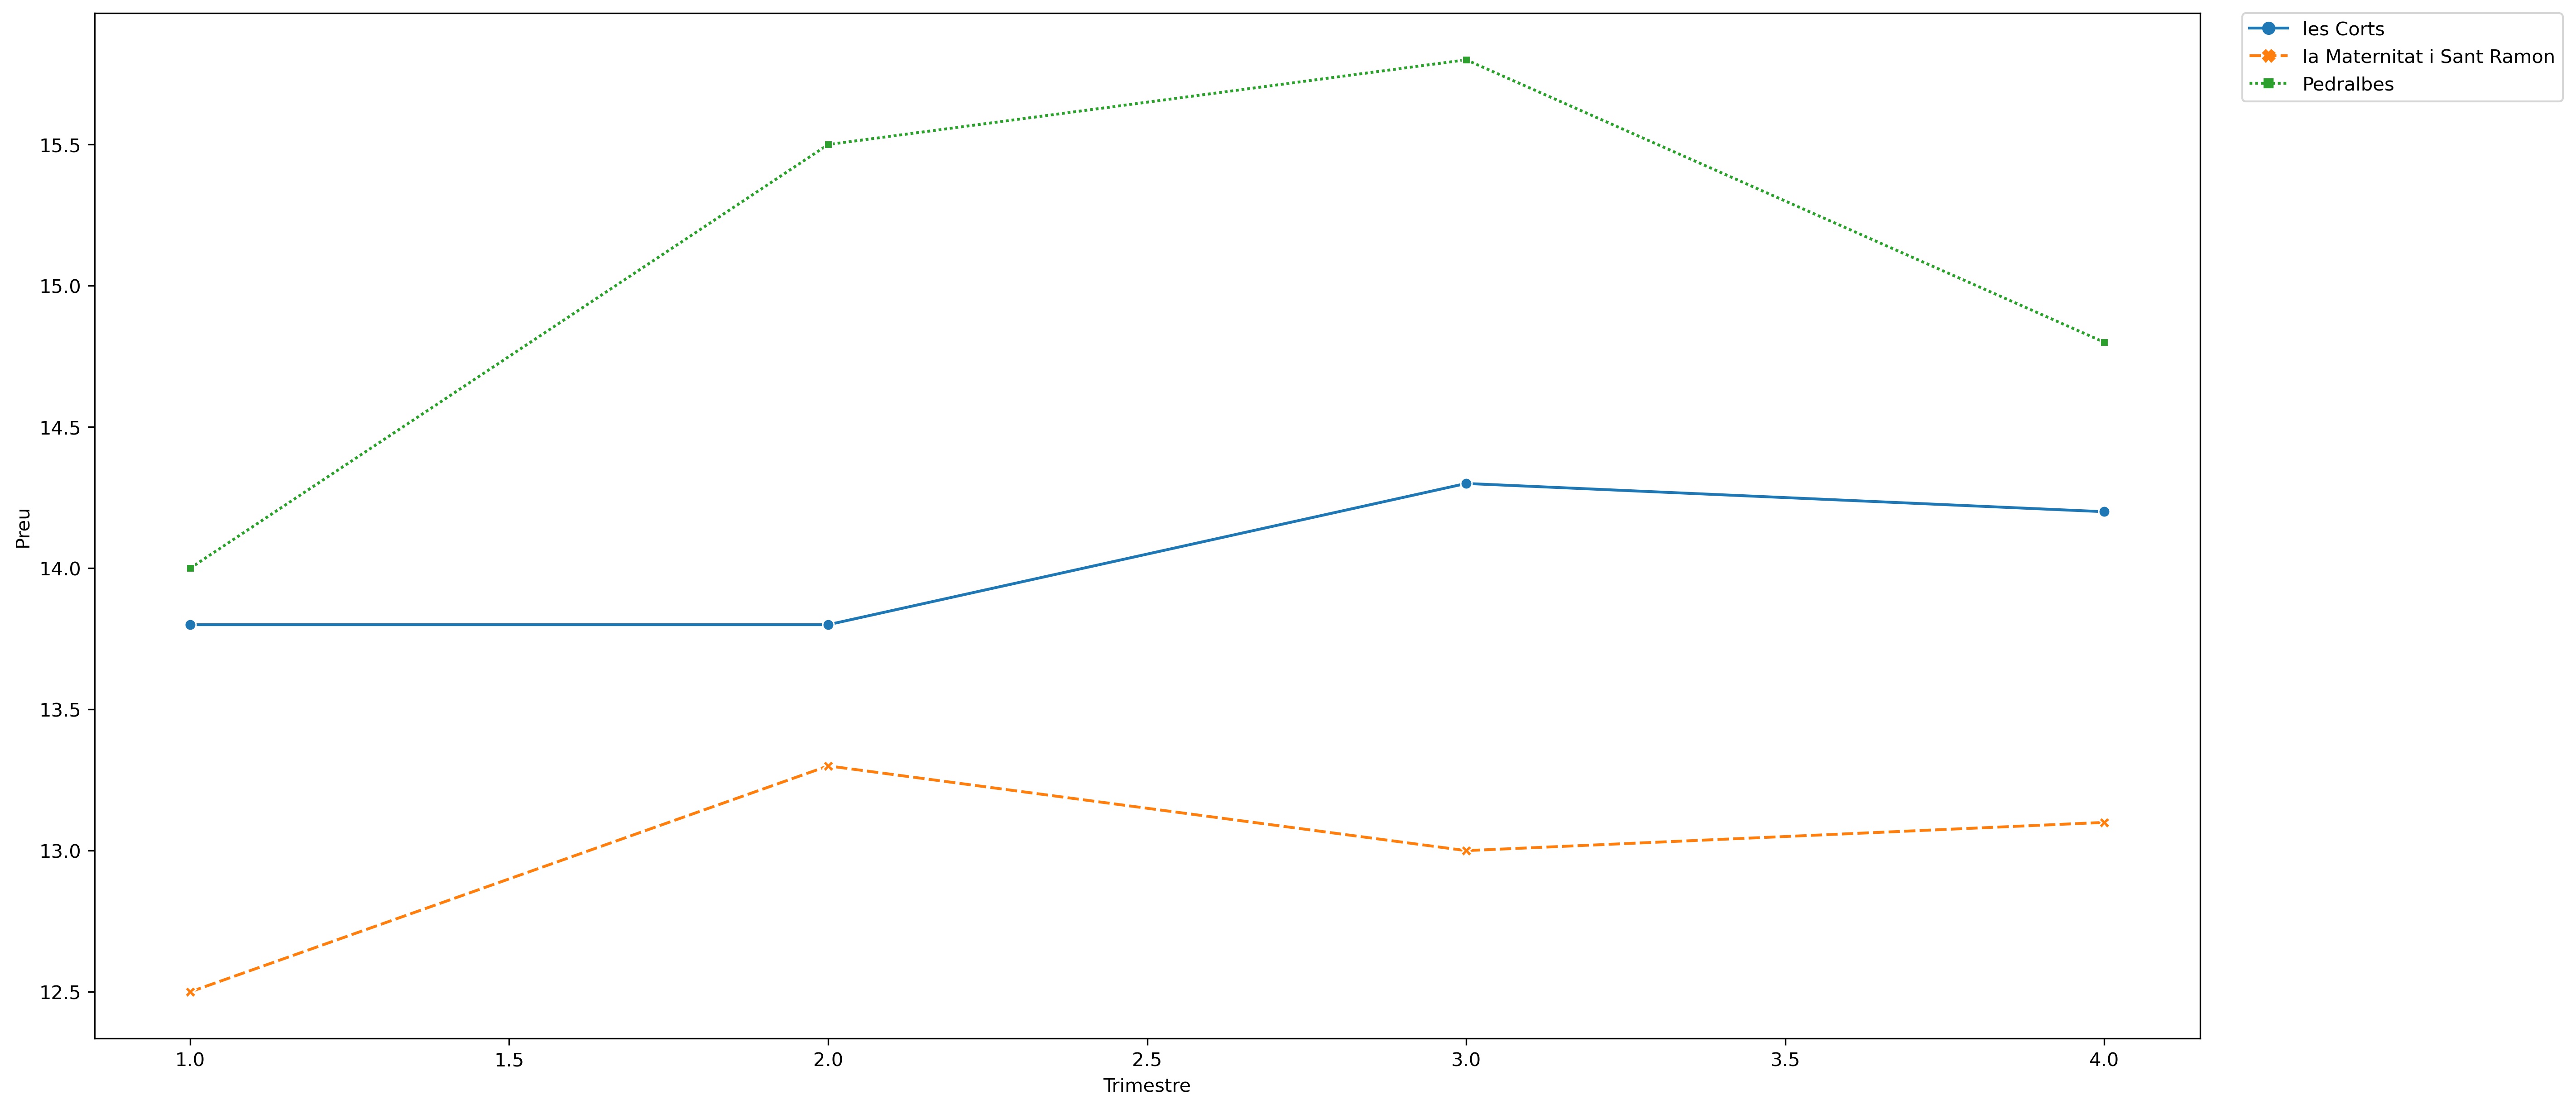 les Corts
la Maternitat i Sant Ramon
Pedralbes
15.5
15.0
14.5
14.0
13.5
13.0
12.5
Preu
1.0 1.5 2.0 2.5 3.0 3.5 4.0
Trimestre